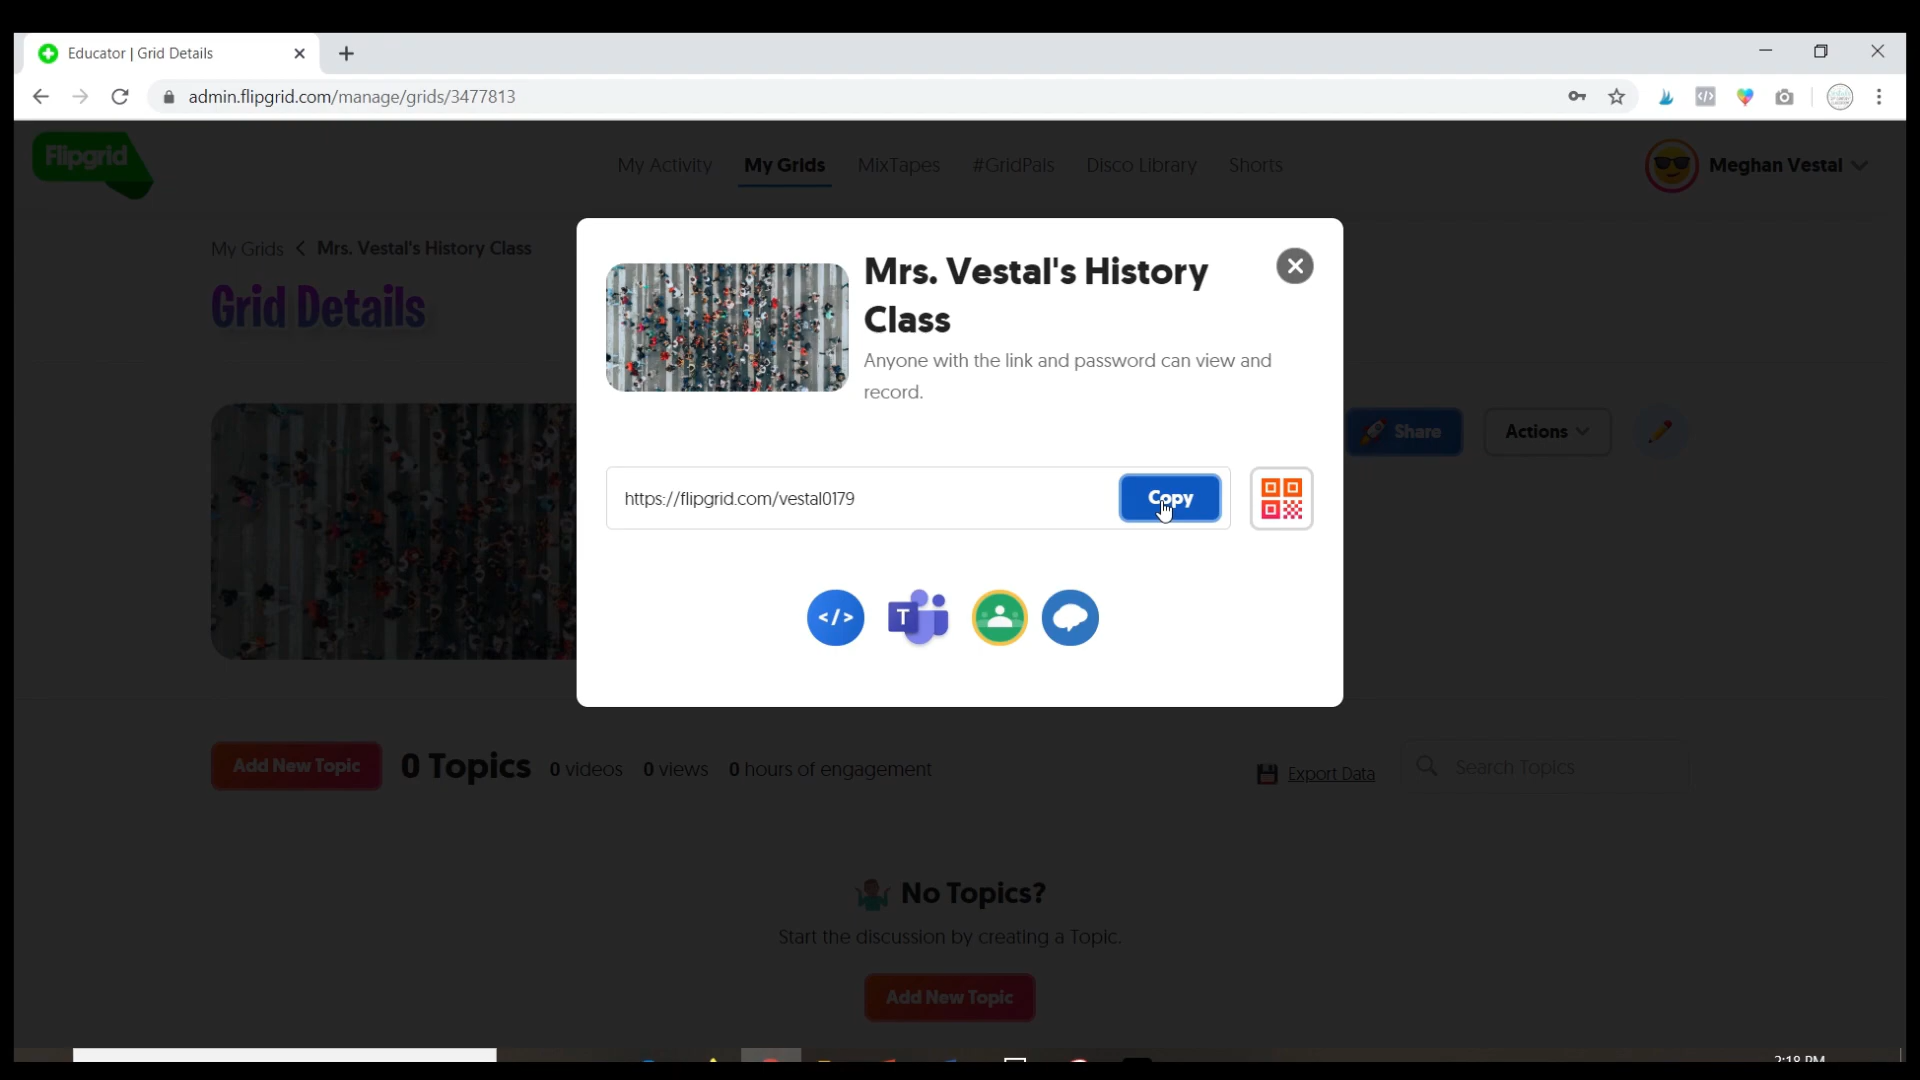 Educator | Grid Details
admin.flipgrid.com/manage/grids/3477813
Flipgrid
My Activity My Grids MixTapes #GridPals Disco Library Shorts
Meghan Vestal
My Grids < Mrs. Vestal's History Class
Grid Details
Mrs. Vestal's History
Class
Anyone with the link and password can view and
record.
Share Actions
https://flipgrid.com/vestal0179
Copy
</>
T
Add New Topic 0 Topics 0 videos 0 views 0 hours of engagement
Export Data
Search Topics
No Topics?
Start the discussion by creating a Topic.
Add New Topic
2:18 PM